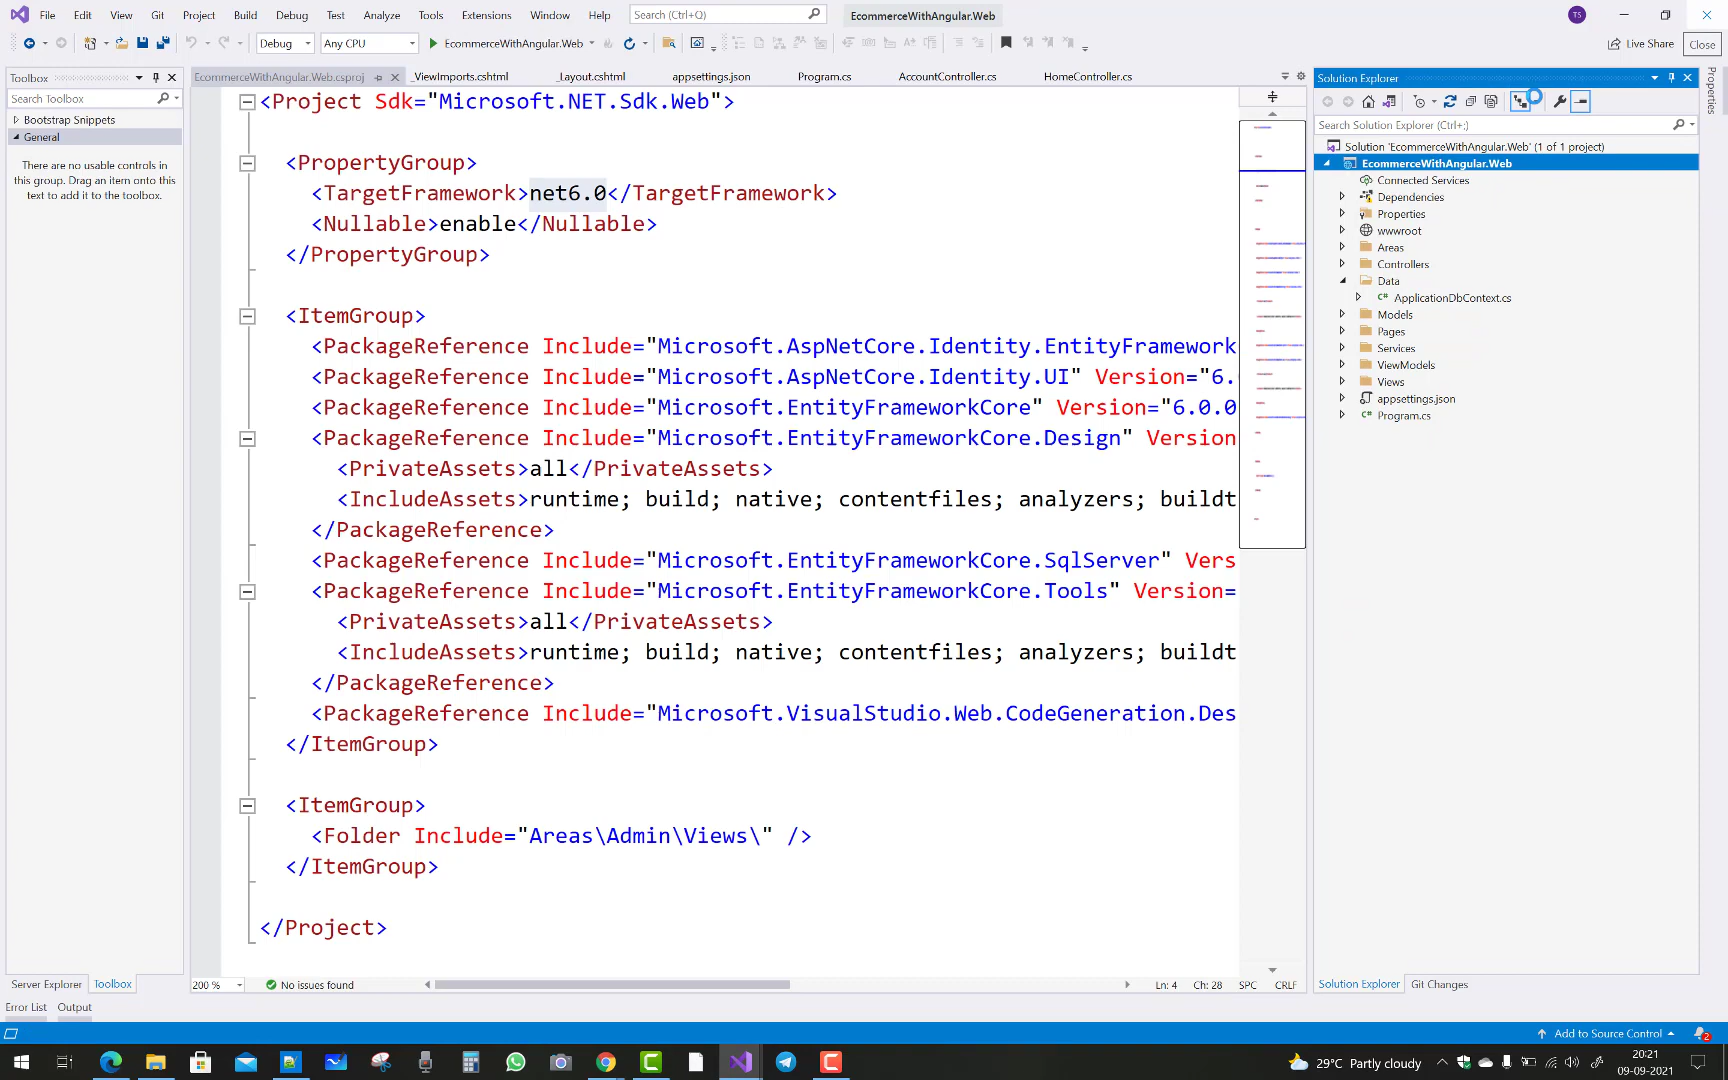 File Edit View Git Project Build Debug Test Analyze Tools Extensions Window Help Search (Ctrl+Q) EcommerceWithAngular.Web TS
Debug Any CPU EcommerceWithAngular.Web Live Share Close
Toolbox
Search Toolbox
Bootstrap Snippets
General
There are no usable controls in
this group. Drag an item onto this
text to add it to the toolbox.
EcommerceWithAngular.Web.csproj _ViewImports.cshtml _Layout.cshtml appsettings.json Program.cs AccountController.cs HomeController.cs
<Project Sdk="Microsoft.NET.Sdk.Web">
<PropertyGroup>
<TargetFramework>net6.0</TargetFramework>
<Nullable>enable</Nullable>
</PropertyGroup>
<ItemGroup>
<PackageReference Include="Microsoft.AspNetCore.Identity.EntityFramework
<PackageReference Include="Microsoft.AspNetCore.Identity.UI" Version="6.
<PackageReference Include="Microsoft.EntityFrameworkCore" Version="6.0.0
<PackageReference Include="Microsoft.EntityFrameworkCore.Design" Version
<PrivateAssets>all</PrivateAssets>
<IncludeAssets>runtime; build; native; contentfiles; analyzers; buildt
</PackageReference>
<PackageReference Include="Microsoft.EntityFrameworkCore.SqlServer" Vers
<PackageReference Include="Microsoft.EntityFrameworkCore.Tools" Version=
<PrivateAssets>all</PrivateAssets>
<IncludeAssets>runtime; build; native; contentfiles; analyzers; buildt
</PackageReference>
<PackageReference Include="Microsoft.VisualStudio.Web.CodeGeneration.Des
</ItemGroup>
<ItemGroup>
<Folder Include="Areas\Admin\Views\" />
</ItemGroup>
</Project>
200 % No issues found Ln: 4 Ch: 28 SPC CRLF
Solution Explorer
Search Solution Explorer (Ctrl+;)
Solution 'EcommerceWithAngular.Web' (1 of 1 project)
EcommerceWithAngular.Web
Connected Services
Dependencies
Properties
wwwroot
Areas
Controllers
Data
ApplicationDbContext.cs
Models
Pages
Services
ViewModels
Views
appsettings.json
Program.cs
Properties
Server Explorer Toolbox
Solution Explorer Git Changes
Error List Output
Add to Source Control 2
29°C Partly cloudy
20:21
09-09-2021